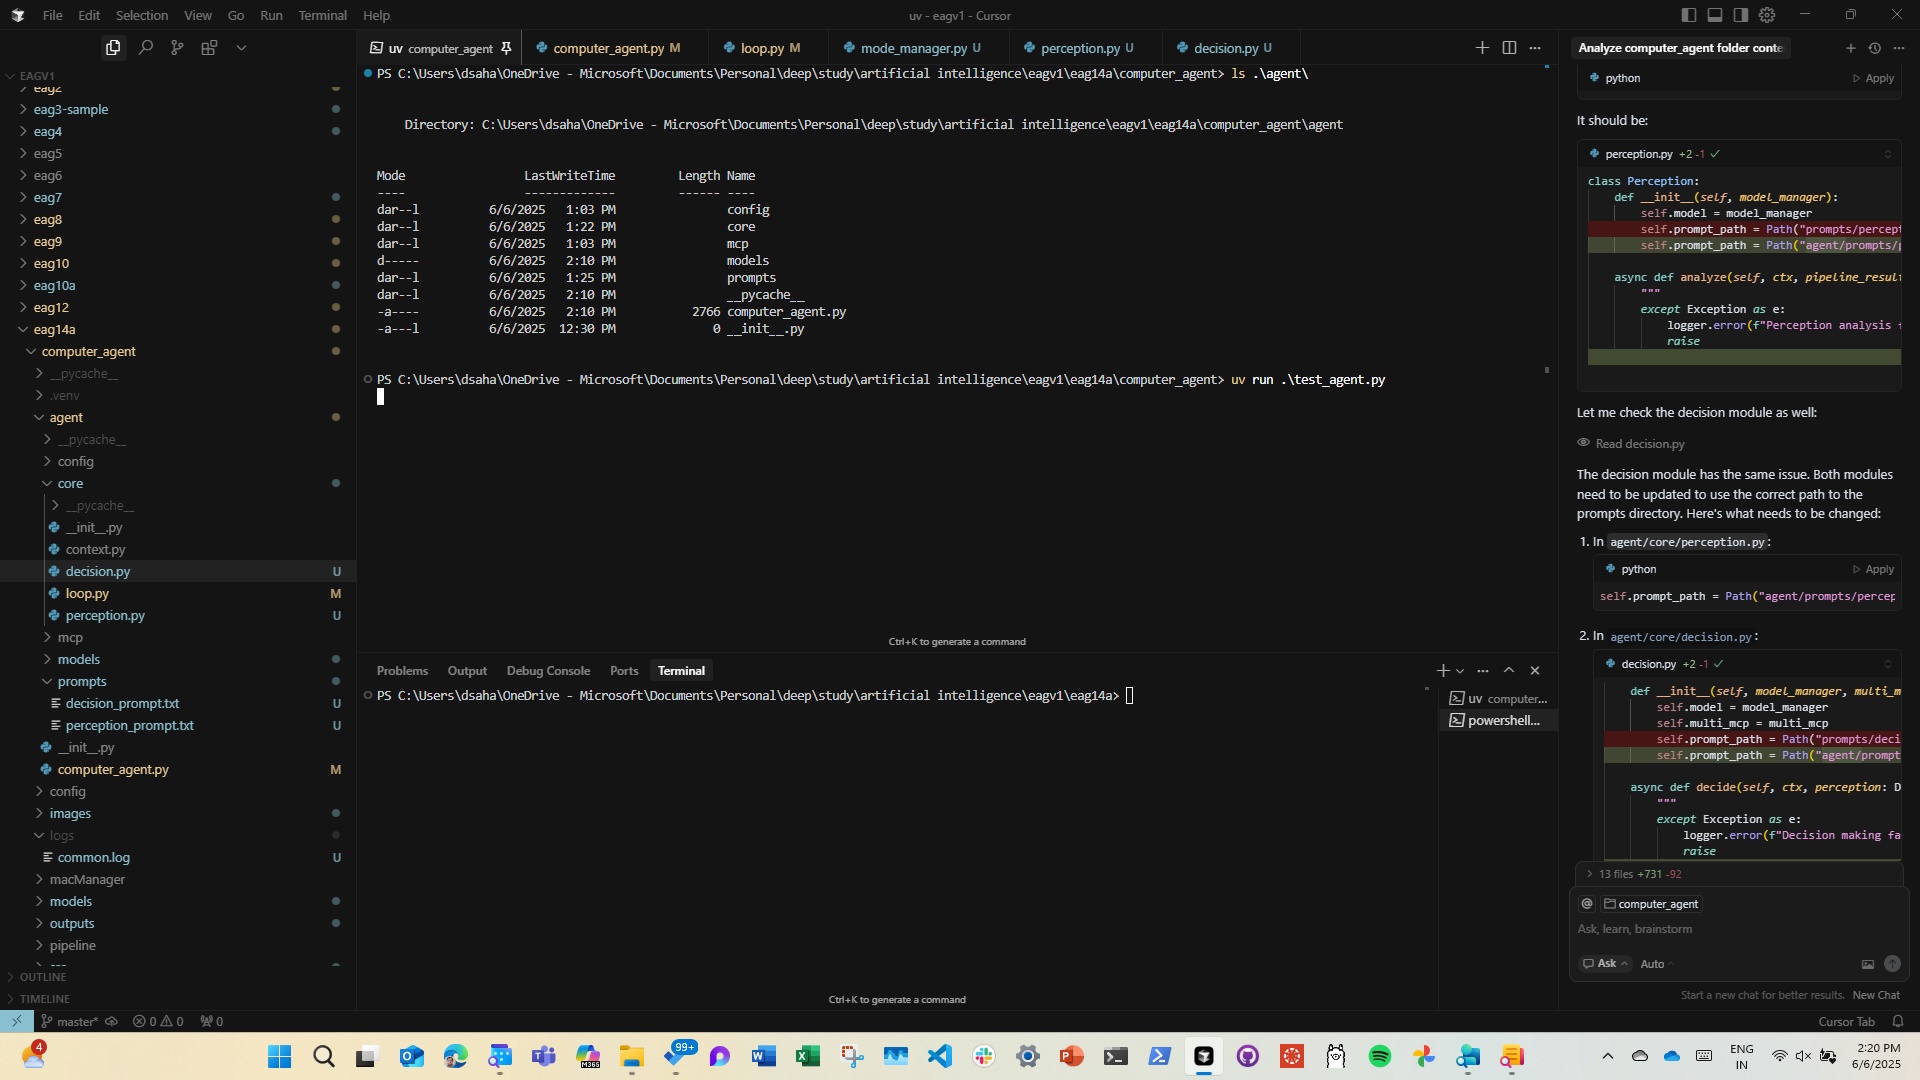 File Edit Selection View Go Run Terminal Help
uv - eagv1 - Cursor
EAGV1
eag2
eag3-sample
eag4
eag5
eag6
eag7
eag8
eag9
eag10
eag10a
eag12
eag14a
computer_agent
__pycache__
.venv
agent
__pycache__
config
core
__pycache__
__init__.py
context.py
decision.py U
loop.py M
perception.py U
mcp
models
prompts
decision_prompt.txt U
perception_prompt.txt U
__init__.py
computer_agent.py M
config
images
logs
common.log U
macManager
models
outputs
pipeline
OUTLINE
TIMELINE
uv computer_agent
computer_agent.py M
loop.py M
mode_manager.py U
perception.py U
decision.py U
PS C:\Users\dsaha\OneDrive - Microsoft\Documents\Personal\deep\study\artificial intelligence\eagv1\eag14a\computer_agent> ls .\agent\
Directory: C:\Users\dsaha\OneDrive - Microsoft\Documents\Personal\deep\study\artificial intelligence\eagv1\eag14a\computer_agent\agent
Mode LastWriteTime Length Name
---- ------------- ------ ----
dar--l 6/6/2025 1:03 PM config
dar--l 6/6/2025 1:22 PM core
dar--l 6/6/2025 1:03 PM mcp
d----- 6/6/2025 2:10 PM models
dar--l 6/6/2025 1:25 PM prompts
dar--l 6/6/2025 2:10 PM __pycache__
-a---- 6/6/2025 2:10 PM 2766 computer_agent.py
-a---l 6/6/2025 12:30 PM 0 __init__.py
PS C:\Users\dsaha\OneDrive - Microsoft\Documents\Personal\deep\study\artificial intelligence\eagv1\eag14a\computer_agent> uv run .\test_agent.py
Ctrl+K to generate a command
Problems Output Debug Console Ports Terminal
PS C:\Users\dsaha\OneDrive - Microsoft\Documents\Personal\deep\study\artificial intelligence\eagv1\eag14a>
uv computer...
powershell...
Ctrl+K to generate a command
Analyze computer_agent folder conte
python Apply
It should be:
perception.py +2 -1
class Perception:
def __init__(self, model_manager):
self.model = model_manager
self.prompt_path = Path("prompts/percept
self.prompt_path = Path("agent/prompts/p
async def analyze(self, ctx, pipeline_resul
"""
except Exception as e:
logger.error(f"Perception analysis f
raise
Let me check the decision module as well:
Read decision.py
The decision module has the same issue. Both modules
need to be updated to use the correct path to the
prompts directory. Here's what needs to be changed:
1. In agent/core/perception.py:
python Apply
self.prompt_path = Path("agent/prompts/percep
2. In agent/core/decision.py:
decision.py +2 -1
def __init__(self, model_manager, multi_m
self.model = model_manager
self.multi_mcp = multi_mcp
self.prompt_path = Path("prompts/deci
self.prompt_path = Path("agent/prompt
async def decide(self, ctx, perception: D
"""
except Exception as e:
logger.error(f"Decision making fa
raise
13 files +731 -92
@ computer_agent
Ask, learn, brainstorm
Ask Auto
Start a new chat for better results. New Chat
master* 0 0 0
Cursor Tab
4
99+
M365
ENG
IN
2:20 PM
6/6/2025